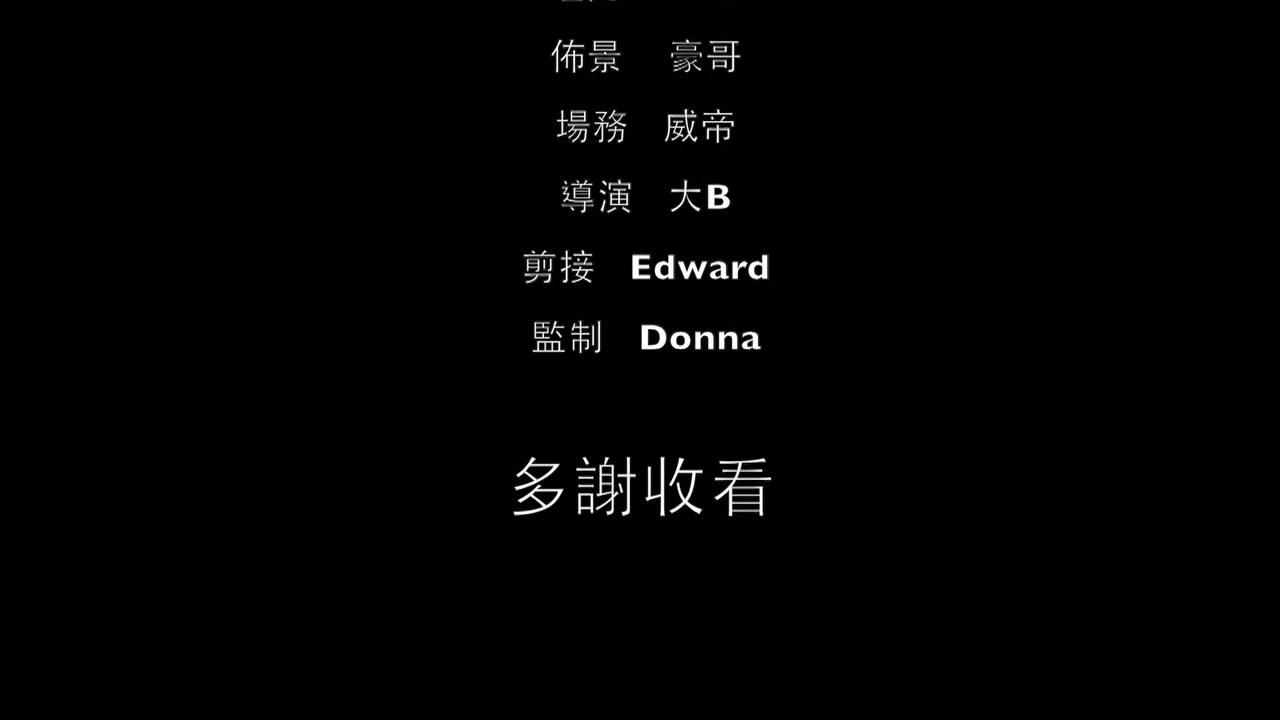 佈景 豪哥
場務 威帝
導演 大B
剪接 Edward
監制 Donna
多謝收看